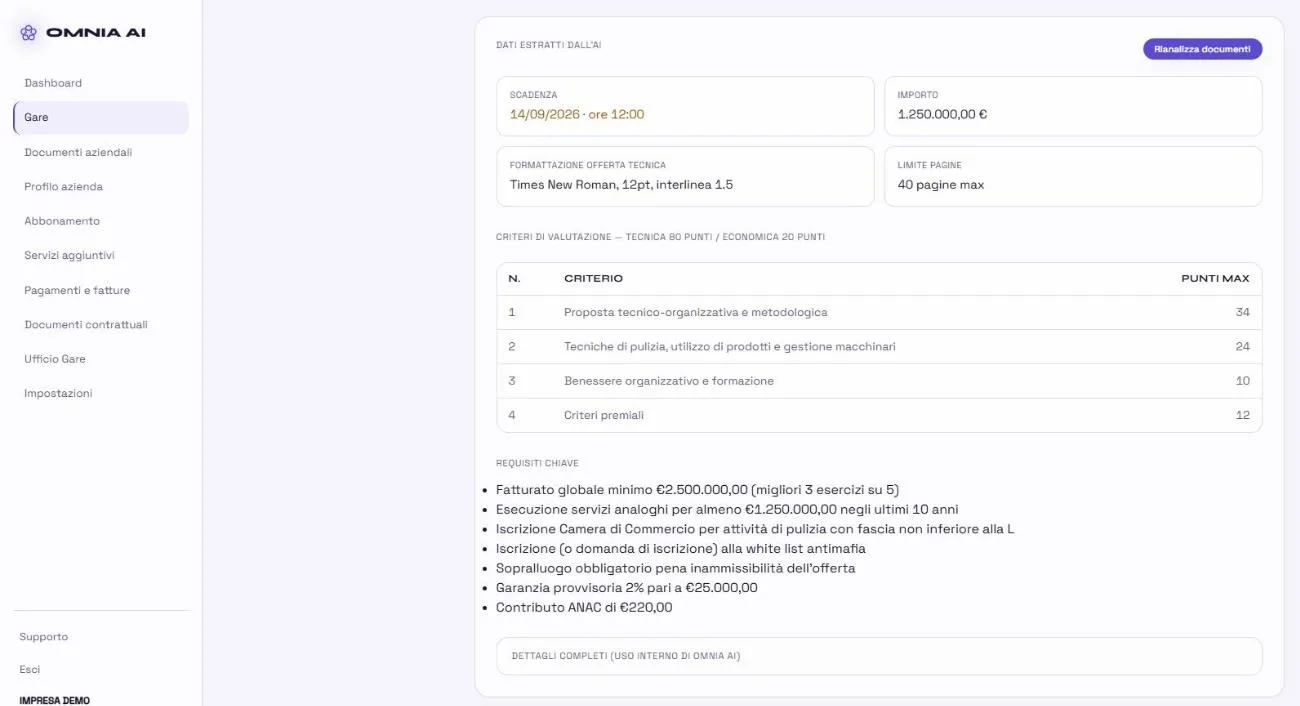 OMNIA AI
Dashboard
Gare
Documenti aziendali
Profilo azienda
Abbonamento
Servizi aggiuntivi
Pagamenti e fatture
Documenti contrattuali
Ufficio Gare
Impostazioni
Supporto
Esci
IMPRESA DEMO
DATI ESTRATTI DALL'AI
Rianalizza documenti
SCADENZA
14/09/2026 · ore 12:00
IMPORTO
1.250.000,00 €
FORMATTAZIONE OFFERTA TECNICA
Times New Roman, 12pt, interlinea 1.5
LIMITE PAGINE
40 pagine max
CRITERI DI VALUTAZIONE — TECNICA 80 PUNTI / ECONOMICA 20 PUNTI
N. CRITERIO PUNTI MAX
1 Proposta tecnico-organizzativa e metodologica 34
2 Tecniche di pulizia, utilizzo di prodotti e gestione macchinari 24
3 Benessere organizzativo e formazione 10
4 Criteri premiali 12
REQUISITI CHIAVE
• Fatturato globale minimo €2.500.000,00 (migliori 3 esercizi su 5)
• Esecuzione servizi analoghi per almeno €1.250.000,00 negli ultimi 10 anni
• Iscrizione Camera di Commercio per attività di pulizia con fascia non inferiore alla L
• Iscrizione (o domanda di iscrizione) alla white list antimafia
• Sopralluogo obbligatorio pena inammissibilità dell'offerta
• Garanzia provvisoria 2% pari a €25.000,00
• Contributo ANAC di €220,00
DETTAGLI COMPLETI (USO INTERNO DI OMNIA AI)